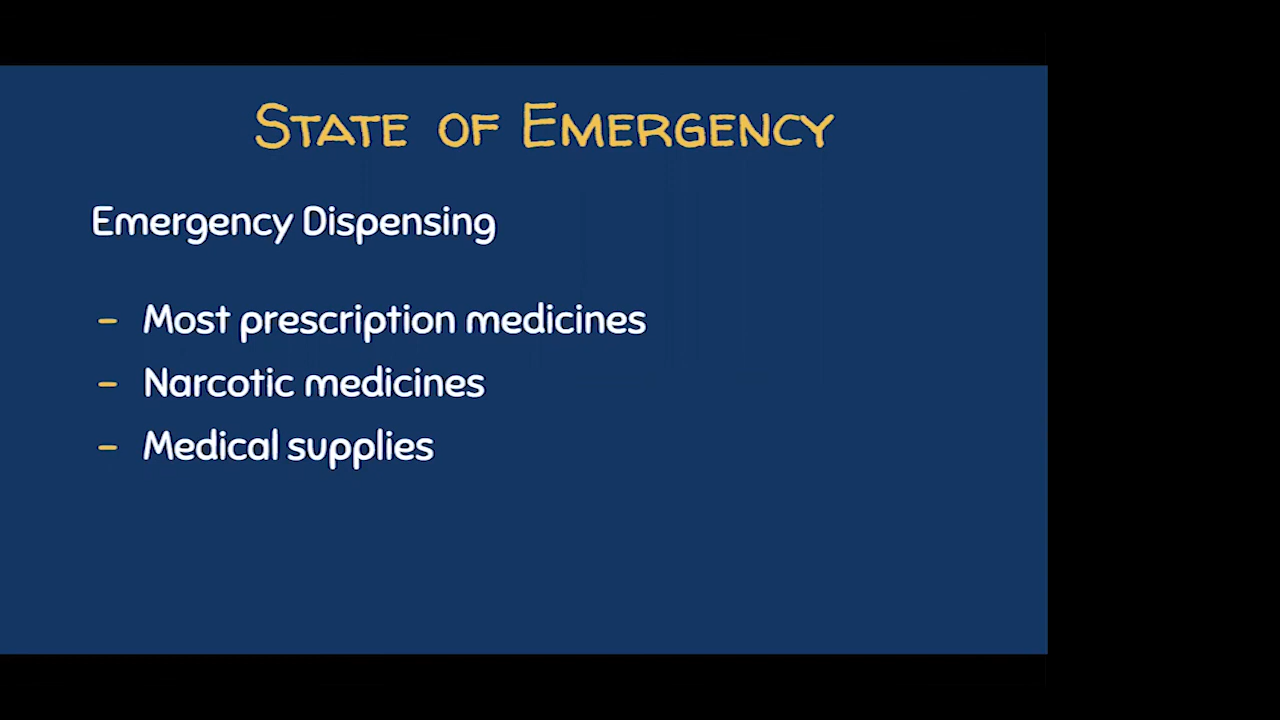 State of Emergency
Emergency Dispensing
- Most prescription medicines
- Narcotic medicines
- Medical supplies